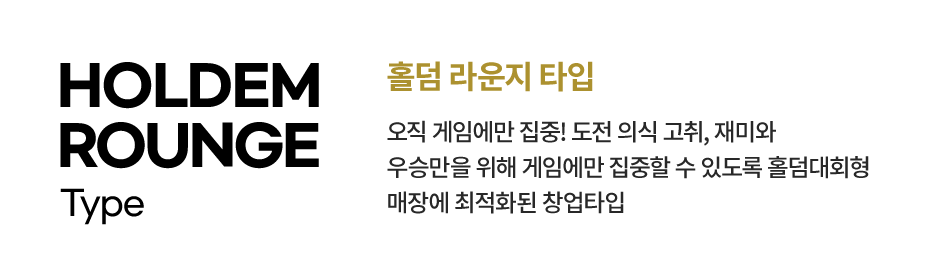 HOLDEM
ROUNGE
Type
홀덤 라운지 타입
오직 게임에만 집중! 도전 의식 고취, 재미와
우승만을 위해 게임에만 집중할 수 있도록 홀덤대회형
매장에 최적화된 창업타입